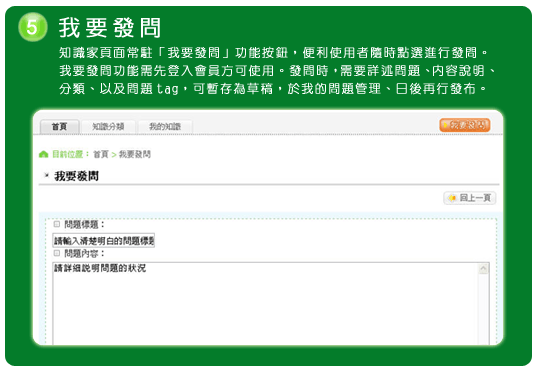 5 我要發問
知識家頁面常駐「我要發問」功能按鈕，便利使用者隨時點選進行發問。
我要發問功能需先登入會員方可使用。發問時，需要詳述問題、內容說明、
分類、以及問題tag，可暫存為草稿，於我的問題管理、日後再行發布。
首頁 知識分類 我的知識 我要發問
目前位置：首頁 > 我要發問
我要發問
回上一頁
問題標題：
請輸入清楚明白的問題標題
問題內容：
請詳細說明問題的狀況